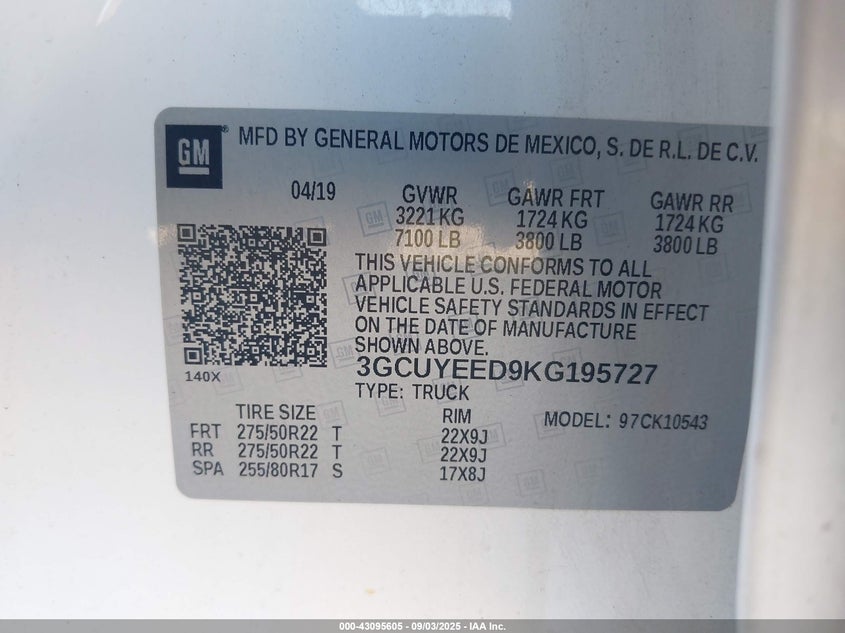 GM
MFD BY GENERAL MOTORS DE MEXICO, S. DE R.L. DE C.V.
04/19 GVWR GAWR FRT GAWR RR
3221 KG 1724 KG 1724 KG
7100 LB 3800 LB 3800 LB
THIS VEHICLE CONFORMS TO ALL
APPLICABLE U.S. FEDERAL MOTOR
VEHICLE SAFETY STANDARDS IN EFFECT
ON THE DATE OF MANUFACTURE
SHOWN ABOVE.
3GCUYEED9KG195727
140X
TYPE: TRUCK
TIRE SIZE RIM MODEL: 97CK10543
FRT 275/50R22 T 22X9J
RR 275/50R22 T 22X9J
SPA 255/80R17 S 17X8J
000-43095605 - 09/03/2025 - IAA Inc.